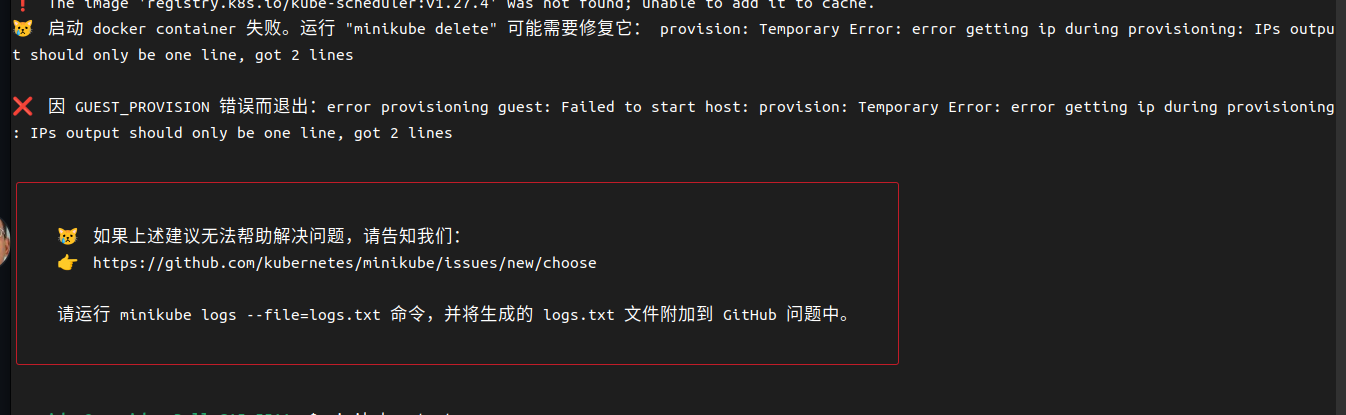 The image 'registry.k8s.io/kube-scheduler:v1.27.4' was not found; unable to add it to cache.
启动 docker container 失败。运行 "minikube delete" 可能需要修复它： provision: Temporary Error: error getting ip during provisioning: IPs outpu
t should only be one line, got 2 lines
因 GUEST_PROVISION 错误而退出：error provisioning guest: Failed to start host: provision: Temporary Error: error getting ip during provisioning
: IPs output should only be one line, got 2 lines
如果上述建议无法帮助解决问题，请告知我们：
https://github.com/kubernetes/minikube/issues/new/choose
请运行 minikube logs --file=logs.txt 命令，并将生成的 logs.txt 文件附加到 GitHub 问题中。